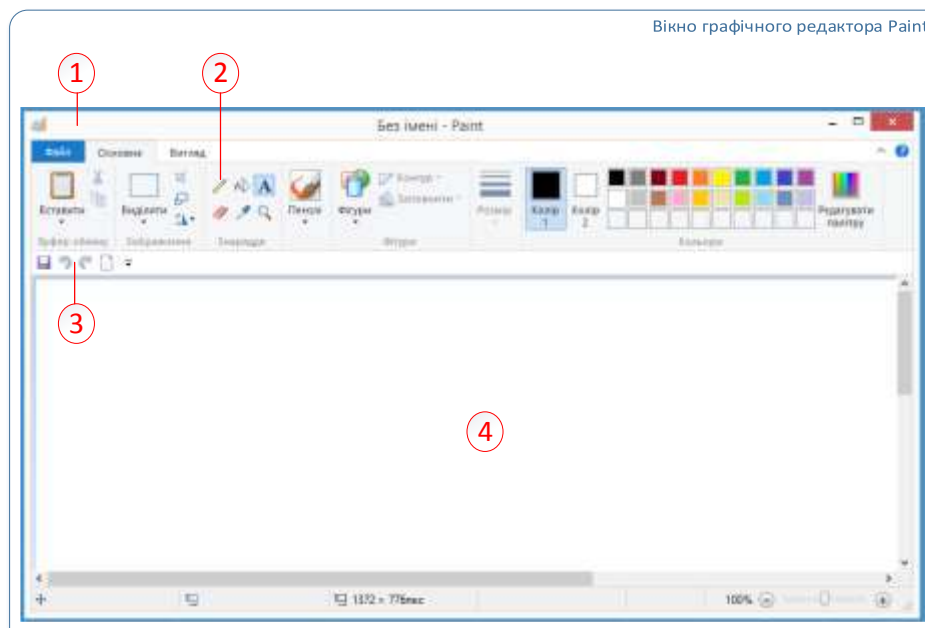 Вікно графічного редактора Paint
1
2
Без імені - Paint
Файл Основне Вигляд
Вставити Виділити Пензлі Фігури Контур Заповнити Розмір Колір 1 Колір 2 Редагувати палітру
Буфер обміну Зображення Знаряддя Фігури Кольори
3
4
1372 × 776пкс 100%